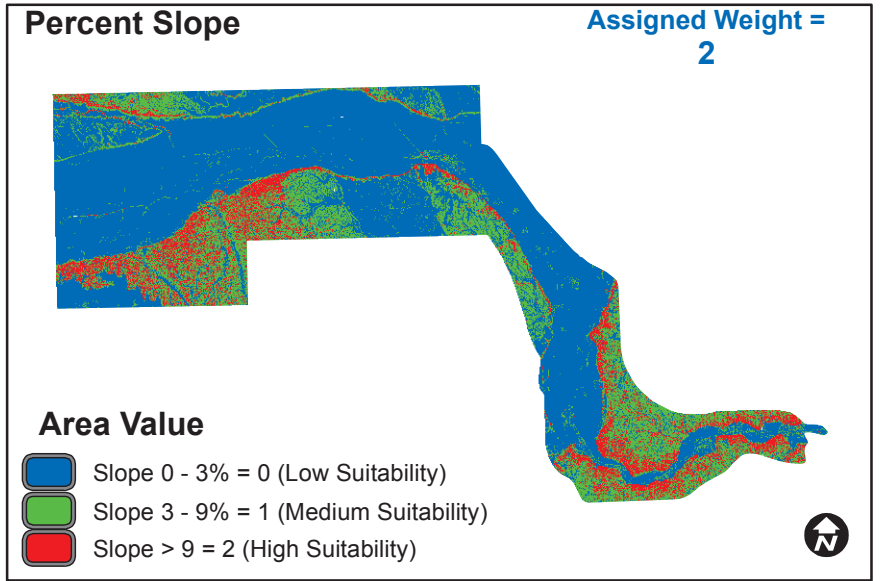 Percent Slope
Assigned Weight =
2
Area Value
Slope 0 - 3% = 0 (Low Suitability)
Slope 3 - 9% = 1 (Medium Suitability)
Slope > 9 = 2 (High Suitability)
N